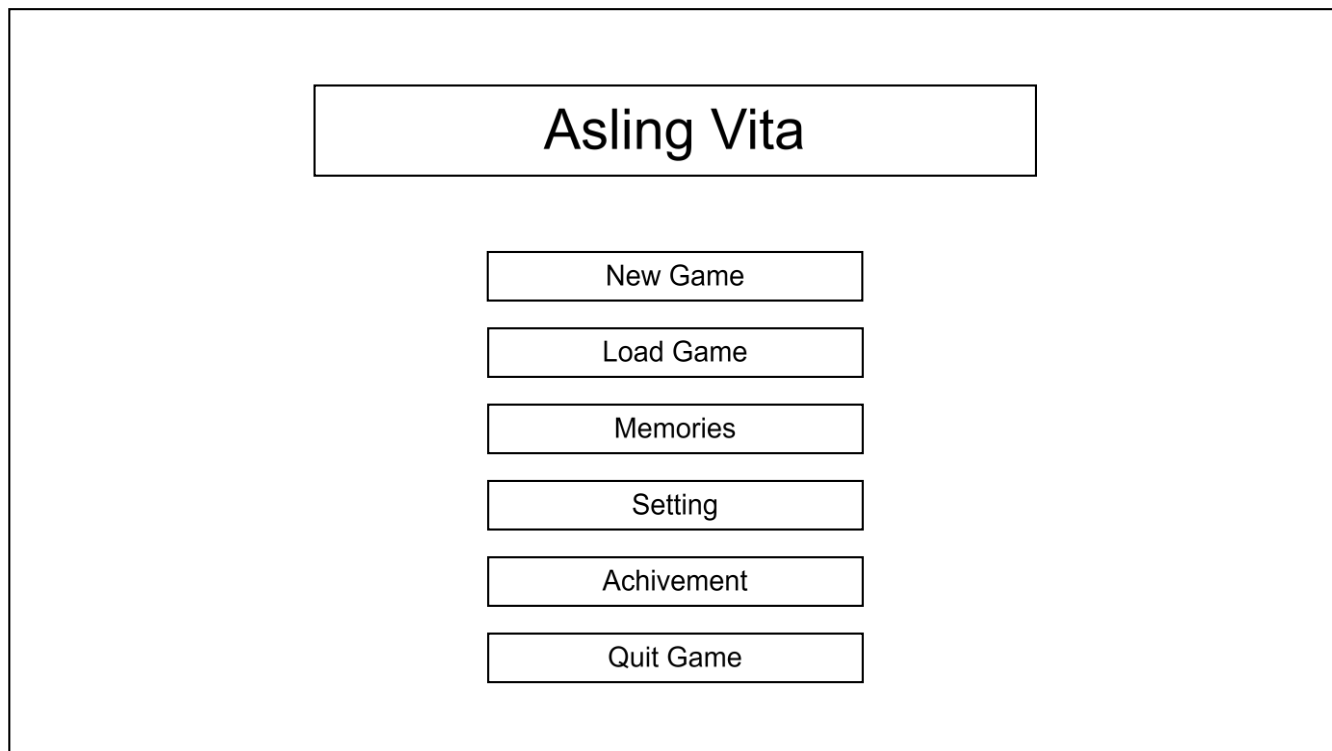 Asling Vita
New Game
Load Game
Memories
Setting
Achivement
Quit Game